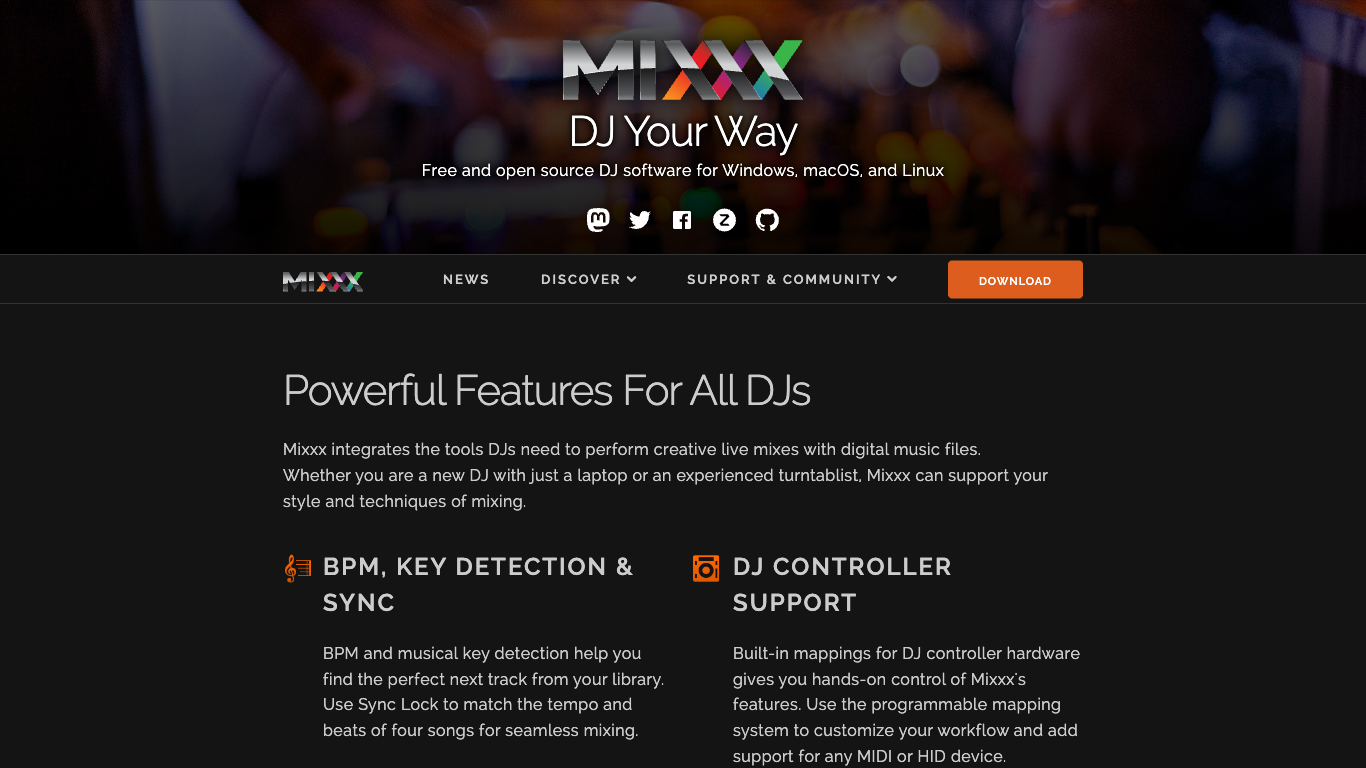 MIXXX
DJ Your Way
Free and open source DJ software for Windows, macOS, and Linux
MIXXX
NEWS
DISCOVER
SUPPORT & COMMUNITY
DOWNLOAD
Powerful Features For All DJs
Mixxx integrates the tools DJs need to perform creative live mixes with digital music files.
Whether you are a new DJ with just a laptop or an experienced turntablist, Mixxx can support your
style and techniques of mixing.
BPM, KEY DETECTION &
SYNC
BPM and musical key detection help you
find the perfect next track from your library.
Use Sync Lock to match the tempo and
beats of four songs for seamless mixing.
DJ CONTROLLER
SUPPORT
Built-in mappings for DJ controller hardware
gives you hands-on control of Mixxx's
features. Use the programmable mapping
system to customize your workflow and add
support for any MIDI or HID device.